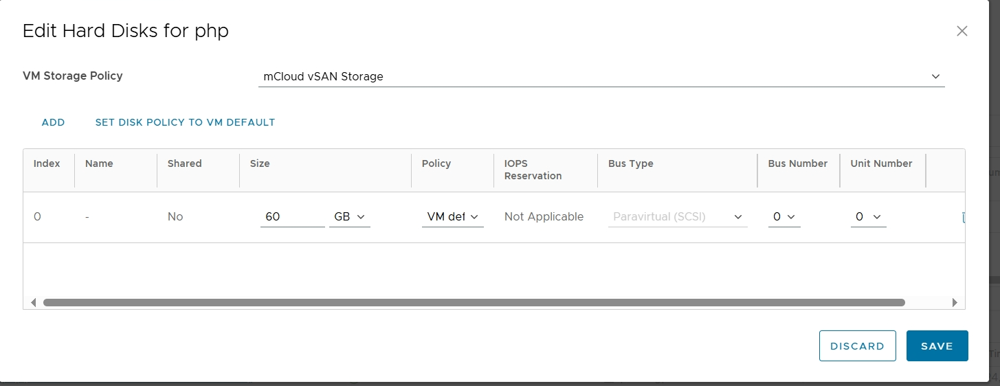 Edit Hard Disks for php
VM Storage Policy
mCloud vSAN Storage
ADD
SET DISK POLICY TO VM DEFAULT
Index
Name
Shared
Size
Policy
IOPS
Reservation
Bus Type
Bus Number
Unit Number
0
-
No
60
GB
VM def
Not Applicable
Paravirtual (SCSI)
0
0
DISCARD
SAVE